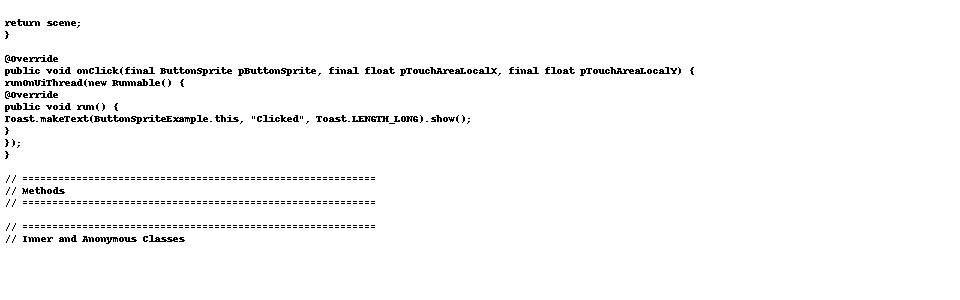 return scene;
}
@Override
public void onClick(final ButtonSprite pButtonSprite, final float pTouchAreaLocalX, final float pTouchAreaLocalY) {
runOnUiThread(new Runnable() {
@Override
public void run() {
Toast.makeText(ButtonSpriteExample.this, "Clicked", Toast.LENGTH_LONG).show();
}
});
}
// ===========================================================
// Methods
// ===========================================================
// ===========================================================
// Inner and Anonymous Classes